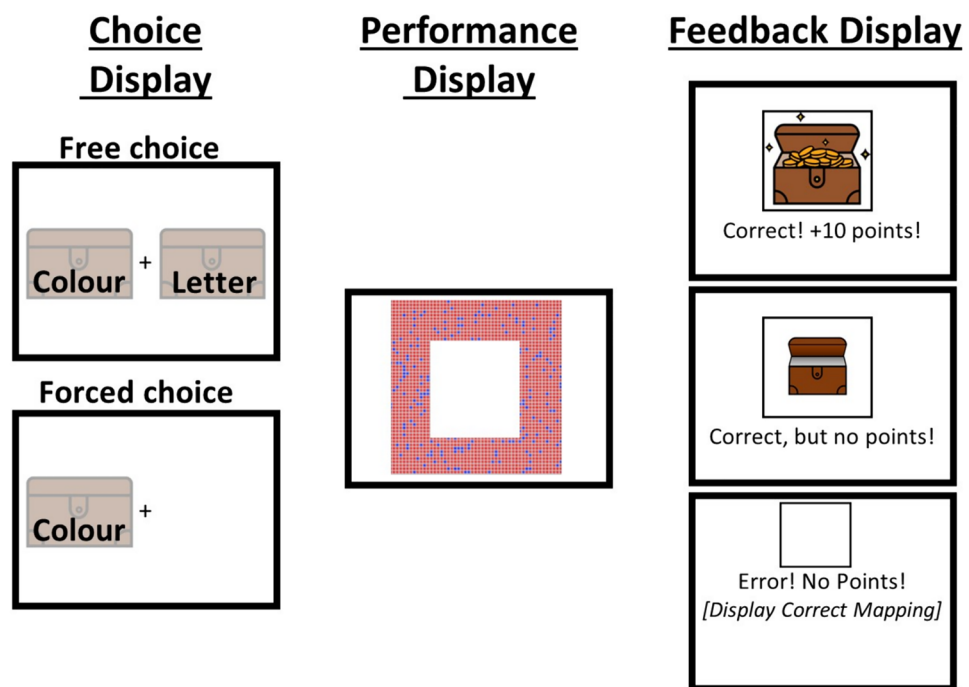 Choice
Display
Performance
Display
Feedback Display
Free choice
Colour + Letter
Forced choice
Colour +
Correct! +10 points!
Correct, but no points!
Error! No Points!
[Display Correct Mapping]